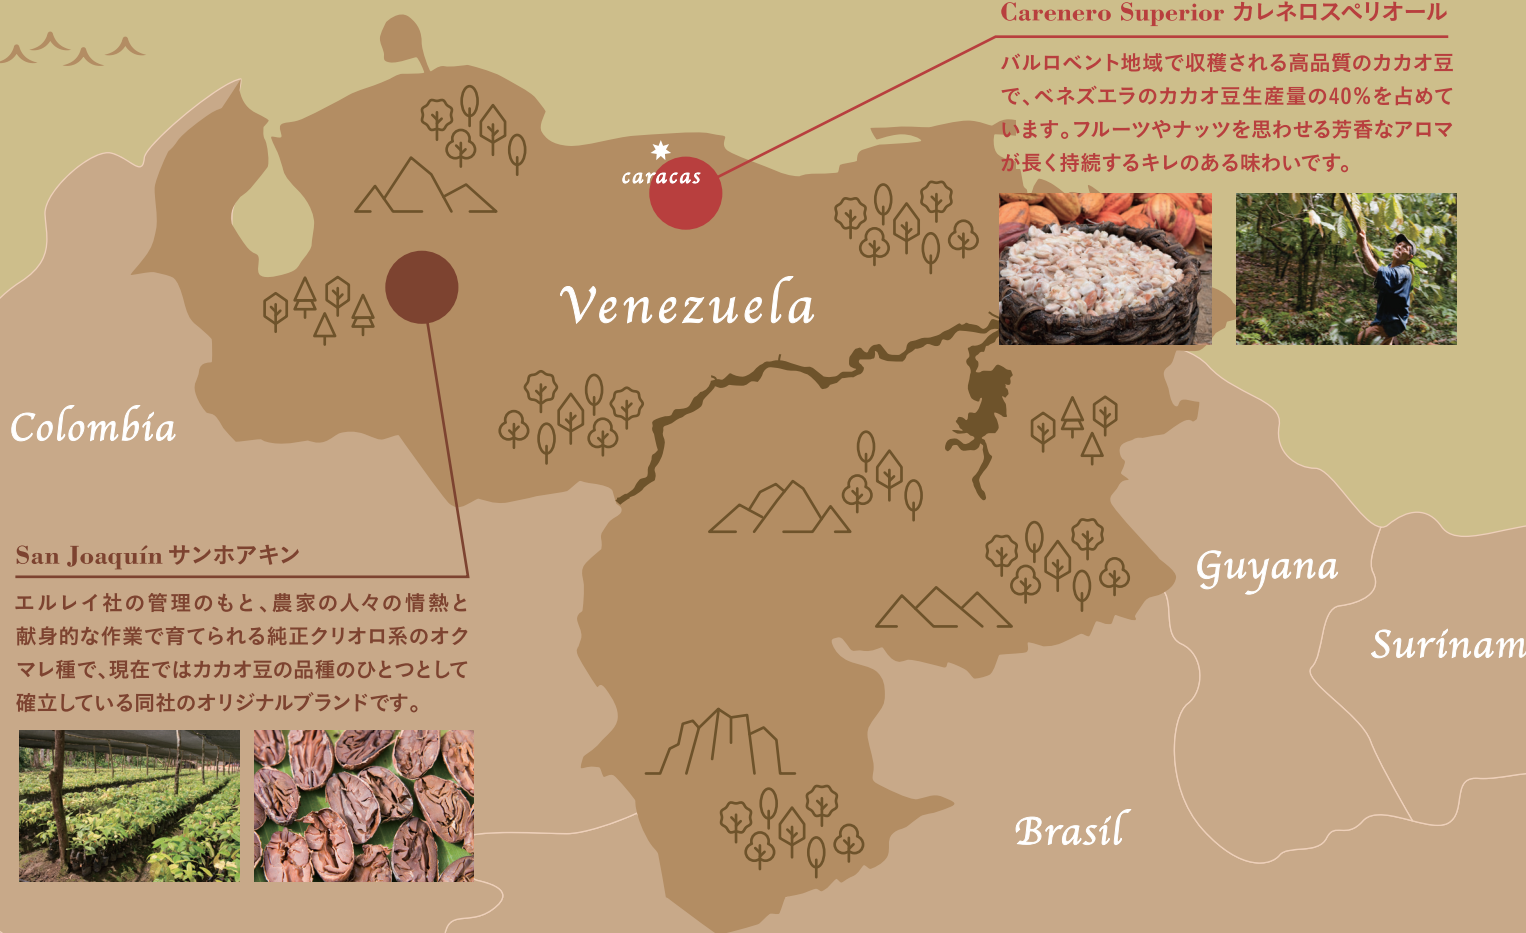 Carenero Superior カレネロスペリオール
バルロベント地域で収穫される高品質のカカオ豆
で、ベネズエラのカカオ豆生産量の40%を占めて
います。フルーツやナッツを思わせる芳香なアロマ
が長く持続するキレのある味わいです。
caracas
Venezuela
Colombia
Guyana
Surinam
Brasil
San Joaquín サンホアキン
エルレイ社の管理のもと、農家の人々の情熱と
献身的な作業で育てられる純正クリオロ系のオク
マレ種で、現在ではカカオ豆の品種のひとつとして
確立している同社のオリジナルブランドです。